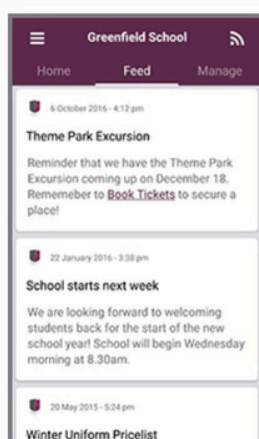 Greenfield School
Home Feed Manage
6 October 2016 - 4:12 pm
Theme Park Excursion
Reminder that we have the Theme Park
Excursion coming up on December 18.
Rememeber to Book Tickets to secure a
place!
22 January 2016 - 3:38 pm
School starts next week
We are looking forward to welcoming
students back for the start of the new
school year! School will begin Wednesday
morning at 8.30am.
20 May 2015 - 5:24 pm
Winter Uniform Pricelist